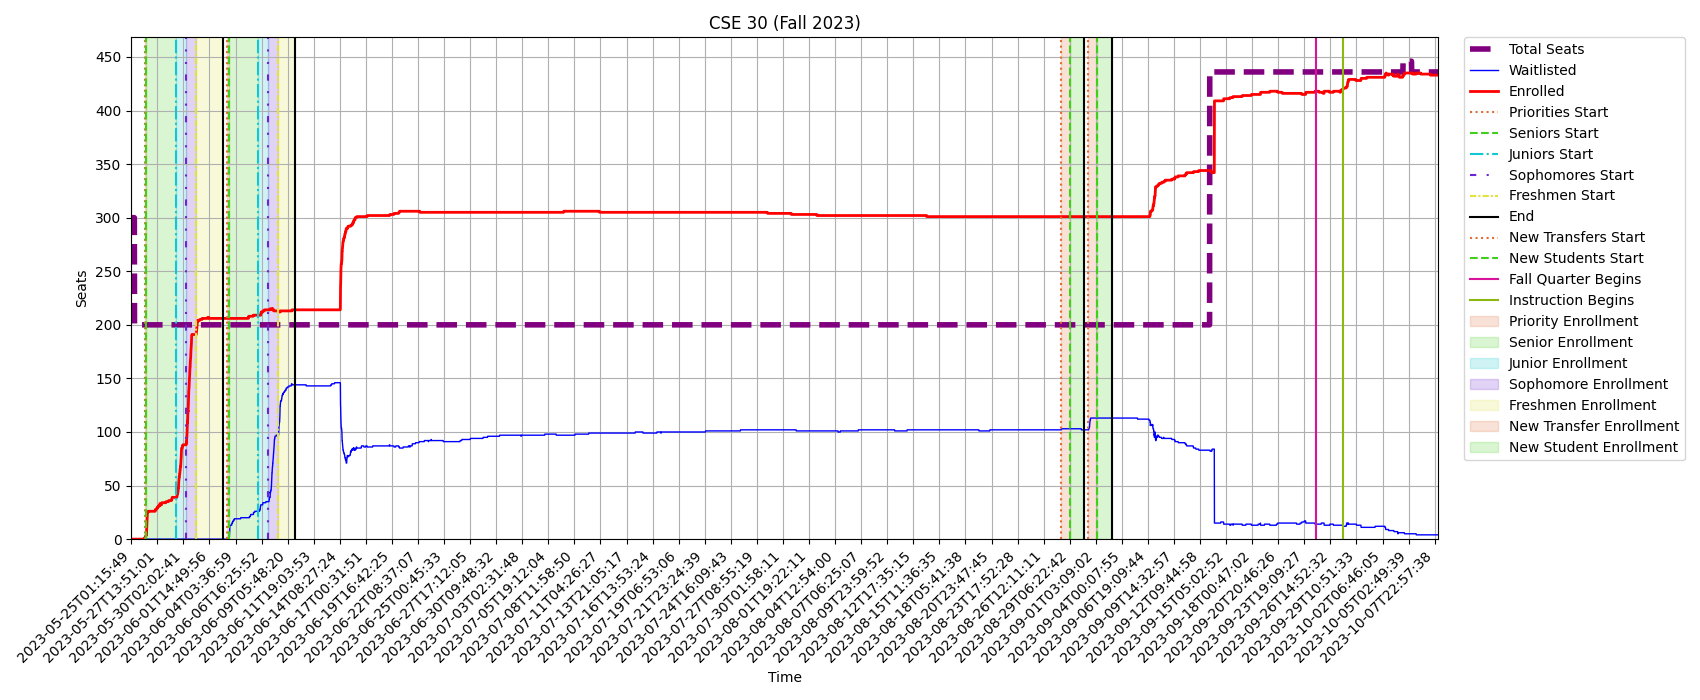 CSE 30 (Fall 2023)
Seats
450
400
350
300
250
200
150
100
50
0
2023-05-25T01:15:49
2023-05-27T13:51:01
2023-05-30T02:02:41
2023-06-01T14:49:56
2023-06-04T03:36:59
2023-06-06T16:25:52
2023-06-09T05:48:20
2023-06-11T19:03:53
2023-06-14T08:27:24
2023-06-17T00:31:51
2023-06-19T16:42:25
2023-06-22T08:37:07
2023-06-25T00:45:33
2023-06-27T17:12:05
2023-06-30T09:48:32
2023-07-03T02:31:48
2023-07-05T19:12:04
2023-07-08T11:58:50
2023-07-11T04:26:27
2023-07-13T21:05:17
2023-07-16T13:53:24
2023-07-19T06:53:06
2023-07-21T23:24:39
2023-07-24T16:09:43
2023-07-27T08:55:19
2023-07-30T01:58:11
2023-08-01T19:22:11
2023-08-04T12:54:00
2023-08-07T06:25:07
2023-08-09T23:59:52
2023-08-12T17:35:15
2023-08-15T11:36:35
2023-08-18T05:41:38
2023-08-20T23:47:45
2023-08-23T17:52:28
2023-08-26T12:11:11
2023-08-29T06:22:42
2023-09-01T03:09:02
2023-09-04T00:07:55
2023-09-06T19:09:44
2023-09-09T14:32:57
2023-09-12T09:44:58
2023-09-15T05:02:52
2023-09-18T00:47:02
2023-09-20T20:46:26
2023-09-23T19:09:27
2023-09-26T14:52:32
2023-09-29T10:51:33
2023-10-02T06:46:05
2023-10-05T02:49:39
2023-10-07T22:57:38
Time
Total Seats
Waitlisted
Enrolled
Priorities Start
Seniors Start
Juniors Start
Sophomores Start
Freshmen Start
End
New Transfers Start
New Students Start
Fall Quarter Begins
Instruction Begins
Priority Enrollment
Senior Enrollment
Junior Enrollment
Sophomore Enrollment
Freshmen Enrollment
New Transfer Enrollment
New Student Enrollment